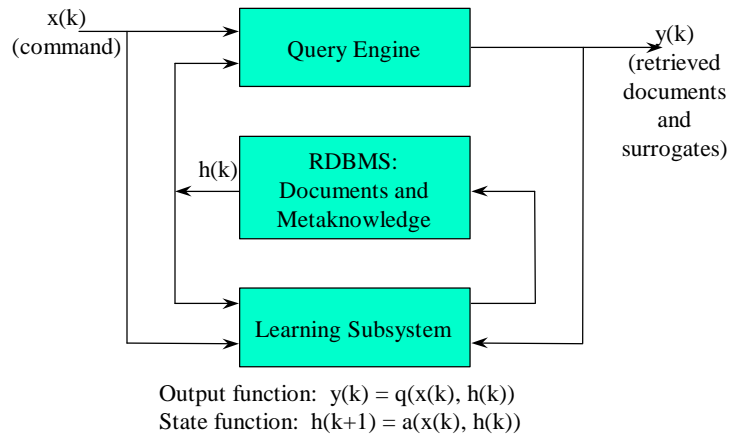 x(k)
(command)
Query Engine
y(k)
(retrieved
documents
and
surrogates)
h(k)
RDBMS:
Documents and
Metaknowledge
Learning Subsystem
Output function:  y(k) = q(x(k), h(k))
State function:  h(k+1) = a(x(k), h(k))